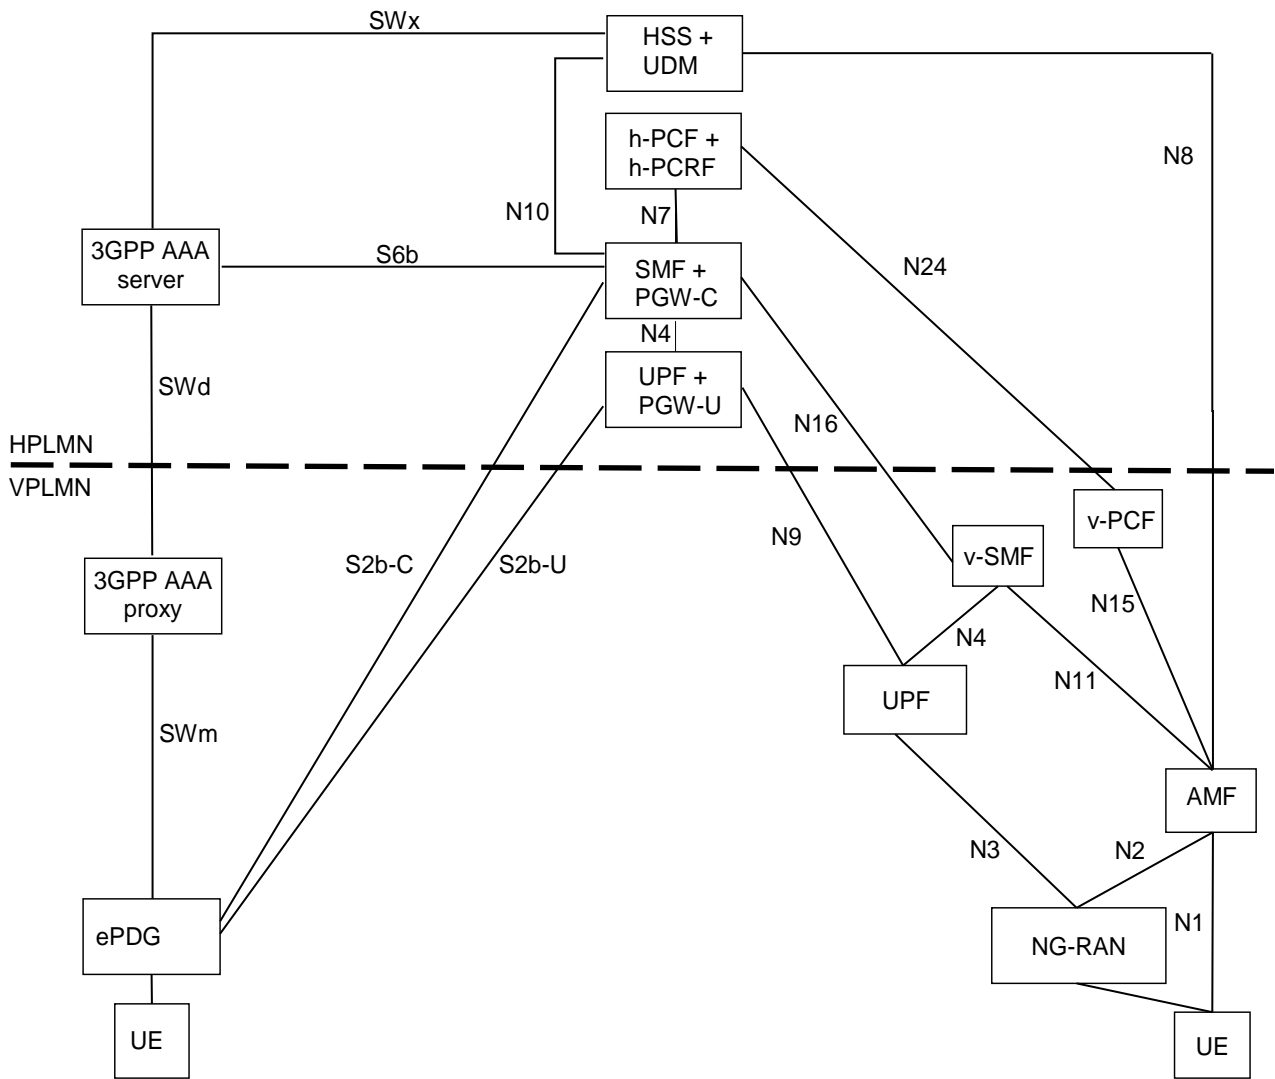 SWx
HSS +
UDM
h-PCF +
h-PCRF
N8
N10
N7
3GPP AAA
server
S6b
SMF +
PGW-C
N24
N4
SWd
UPF +
PGW-U
N16
HPLMN
VPLMN
v-PCF
N9
v-SMF
S2b-C
S2b-U
3GPP AAA
proxy
N15
N4
N11
UPF
SWm
AMF
N3
N2
N1
ePDG
NG-RAN
UE
UE